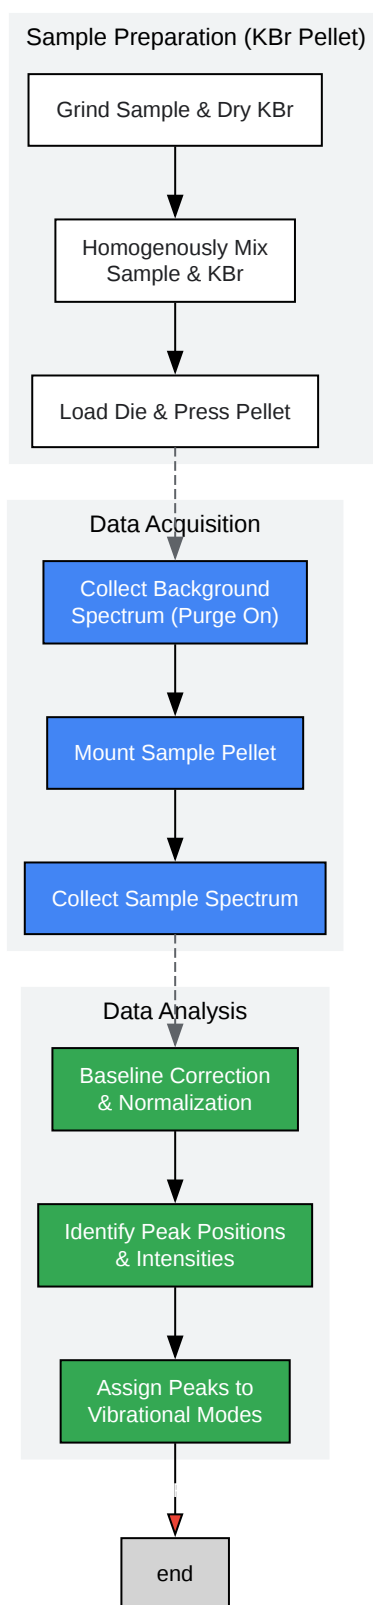 Sample Preparation (KBr Pellet)
Grind Sample & Dry KBr
Homogenously Mix
Sample & KBr
Load Die & Press Pellet
Data Acquisition
Collect Background
Spectrum (Purge On)
Mount Sample Pellet
Collect Sample Spectrum
Data Analysis
Baseline Correction
& Normalization
Identify Peak Positions
& Intensities
Assign Peaks to
Vibrational Modes
end